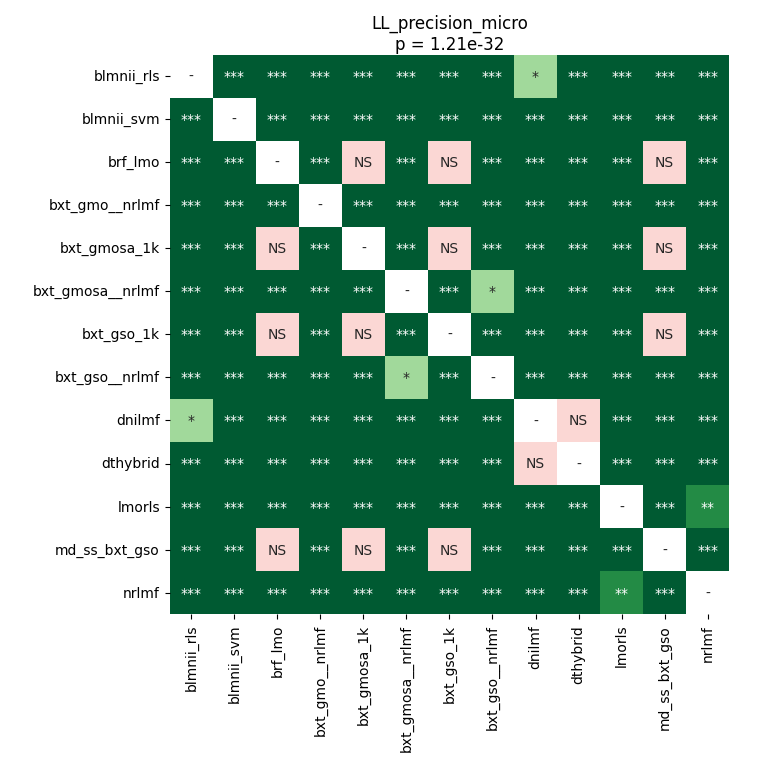 LL_precision_micro
p = 1.21e-32
blmnii_rls - *** *** *** *** *** *** *** * *** *** *** ***
blmnii_svm *** - *** *** *** *** *** *** *** *** *** *** ***
brf_lmo *** *** - *** NS *** NS *** *** *** *** NS ***
bxt_gmo__nrlmf *** *** *** - *** *** *** *** *** *** *** *** ***
bxt_gmosa_1k *** *** NS *** - *** NS *** *** *** *** NS ***
bxt_gmosa__nrlmf *** *** *** *** *** - *** * *** *** *** *** ***
bxt_gso_1k *** *** NS *** NS *** - *** *** *** *** NS ***
bxt_gso__nrlmf *** *** *** *** *** * *** - *** *** *** *** ***
dnilmf * *** *** *** *** *** *** *** - NS *** *** ***
dthybrid *** *** *** *** *** *** *** *** NS - *** *** ***
lmorls *** *** *** *** *** *** *** *** *** *** - *** **
md_ss_bxt_gso *** *** NS *** NS *** NS *** *** *** *** - ***
nrlmf *** *** *** *** *** *** *** *** *** *** ** *** -
blmnii_rls
blmnii_svm
brf_lmo
bxt_gmo__nrlmf
bxt_gmosa_1k
bxt_gmosa__nrlmf
bxt_gso_1k
bxt_gso__nrlmf
dnilmf
dthybrid
lmorls
md_ss_bxt_gso
nrlmf